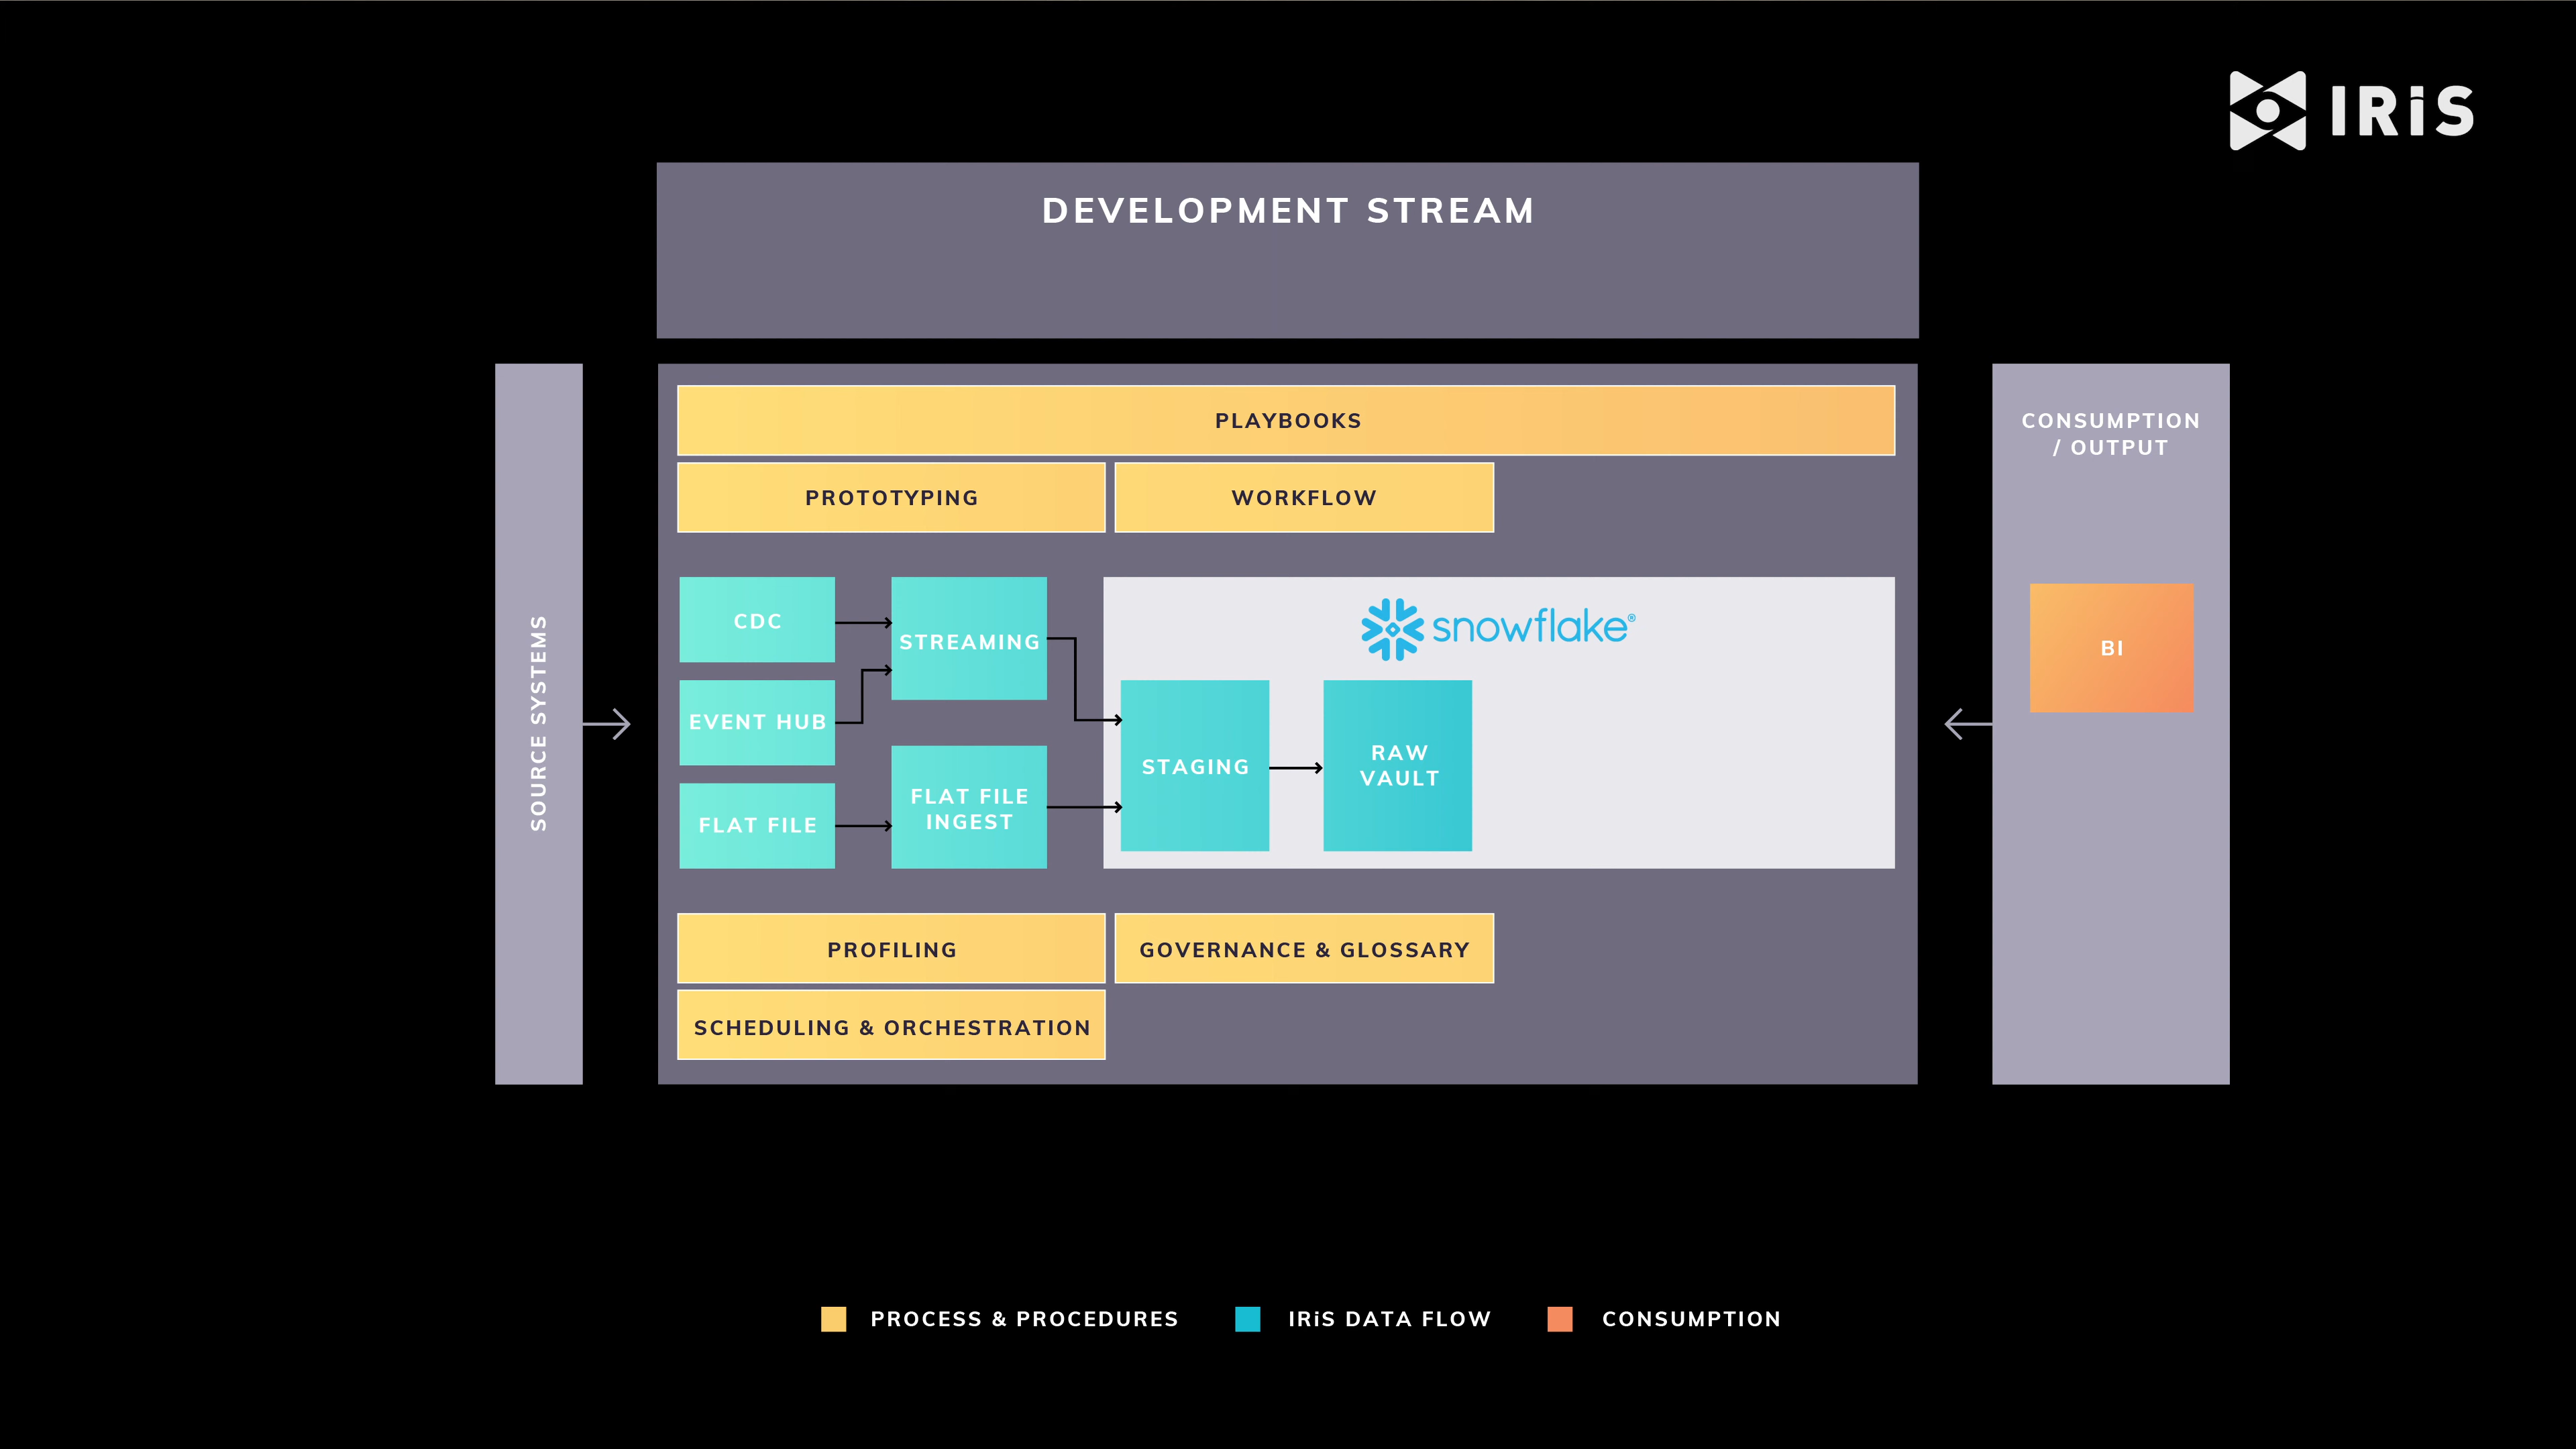 IRiS
DEVELOPMENT STREAM
SOURCE SYSTEMS
PLAYBOOKS
PROTOTYPING
WORKFLOW
CDC
EVENT HUB
FLAT FILE
STREAMING
FLAT FILE
INGEST
snowflake®
STAGING
RAW
VAULT
PROFILING
GOVERNANCE & GLOSSARY
SCHEDULING & ORCHESTRATION
CONSUMPTION
/ OUTPUT
BI
PROCESS & PROCEDURES
IRiS DATA FLOW
CONSUMPTION